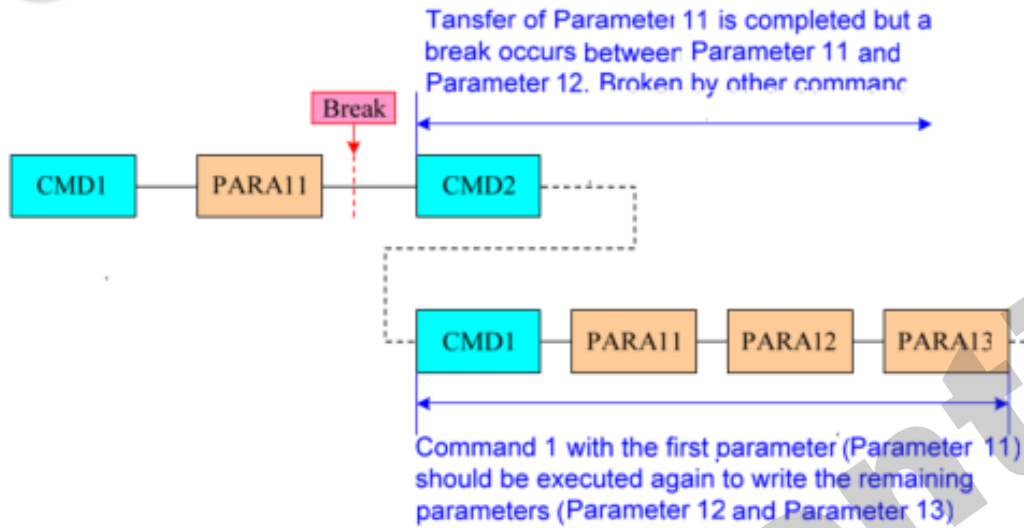 Tansfer of Parameter 11 is completed but a
break occurs between Parameter 11 and
Parameter 12. Broken by other command
Break
CMD1 PARA11 CMD2
CMD1 PARA11 PARA12 PARA13
Command 1 with the first parameter (Parameter 11)
should be executed again to write the remaining
parameters (Parameter 12 and Parameter 13)